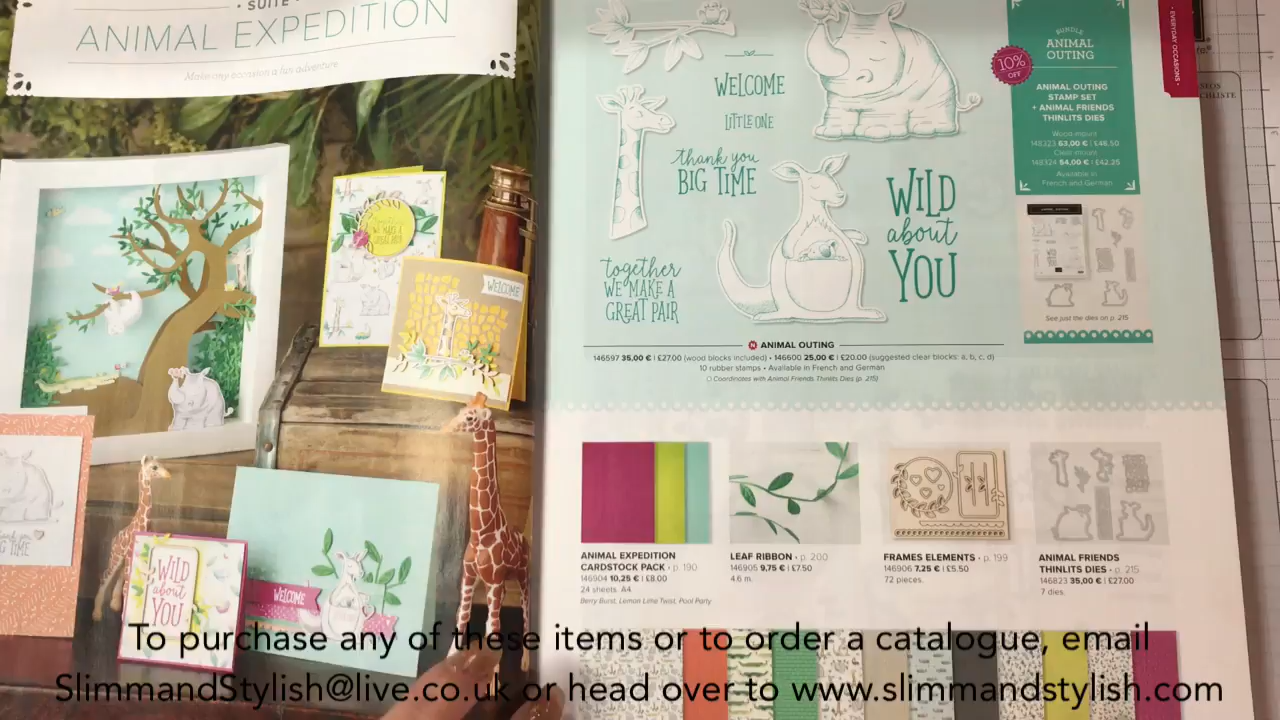 • SUITE •
ANIMAL EXPEDITION
Make any occasion a fun adventure
WELCOME
WILD
about
YOU
WELCOME
WELCOME
LITTLE ONE
thank you
BIG TIME
together
WE MAKE A
GREAT PAIR
WILD
about
YOU
N ANIMAL OUTING
146597 35,00 € | £27.00 (wood blocks included) • 146600 25,00 € | £20.00 (suggested clear blocks: a, b, c, d)
10 rubber stamps • Available in French and German
Coordinates with Animal Friends Thinlits Dies (p. 215)
10%
OFF
BUNDLE
ANIMAL
OUTING
ANIMAL OUTING
STAMP SET
+ ANIMAL FRIENDS
THINLITS DIES
Wood-mount
148323 63,00 € | £48.50
Clear-mount
148324 54,00 € | £42.25
Available in
French and German
See just the dies on p. 215
• EVERYDAY OCCASIONS •
ANIMAL EXPEDITION
CARDSTOCK PACK • p. 190
146904 10,25 € | £8.00
24 sheets. A4
Berry Burst, Lemon Lime Twist, Pool Party
LEAF RIBBON • p. 200
146905 9,75 € | £7.50
4.6 m.
FRAMES ELEMENTS • p. 199
146906 7,25 € | £5.50
72 pieces.
ANIMAL FRIENDS
THINLITS DIES • p. 215
146823 35,00 € | £27.00
7 dies.
To purchase any of these items or to order a catalogue, email
SlimmandStylish@live.co.uk or head over to www.slimmandstylish.com